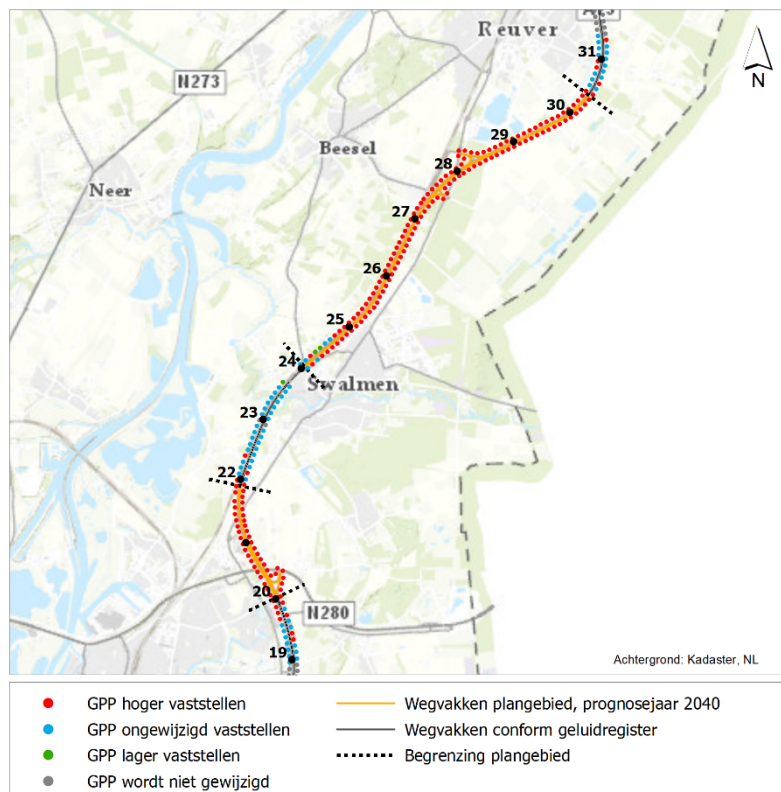 Reuver
31
N
N273
30
29
Beesel
28
Neer
27
26
25
24
Swalmen
23
22
20
N280
19
Achtergrond: Kadaster, NL
GPP hoger vaststellen
GPP ongewijzigd vaststellen
GPP lager vaststellen
GPP wordt niet gewijzigd
Wegvakken plangebied, prognosejaar 2040
Wegvakken conform geluidregister
Begrenzing plangebied